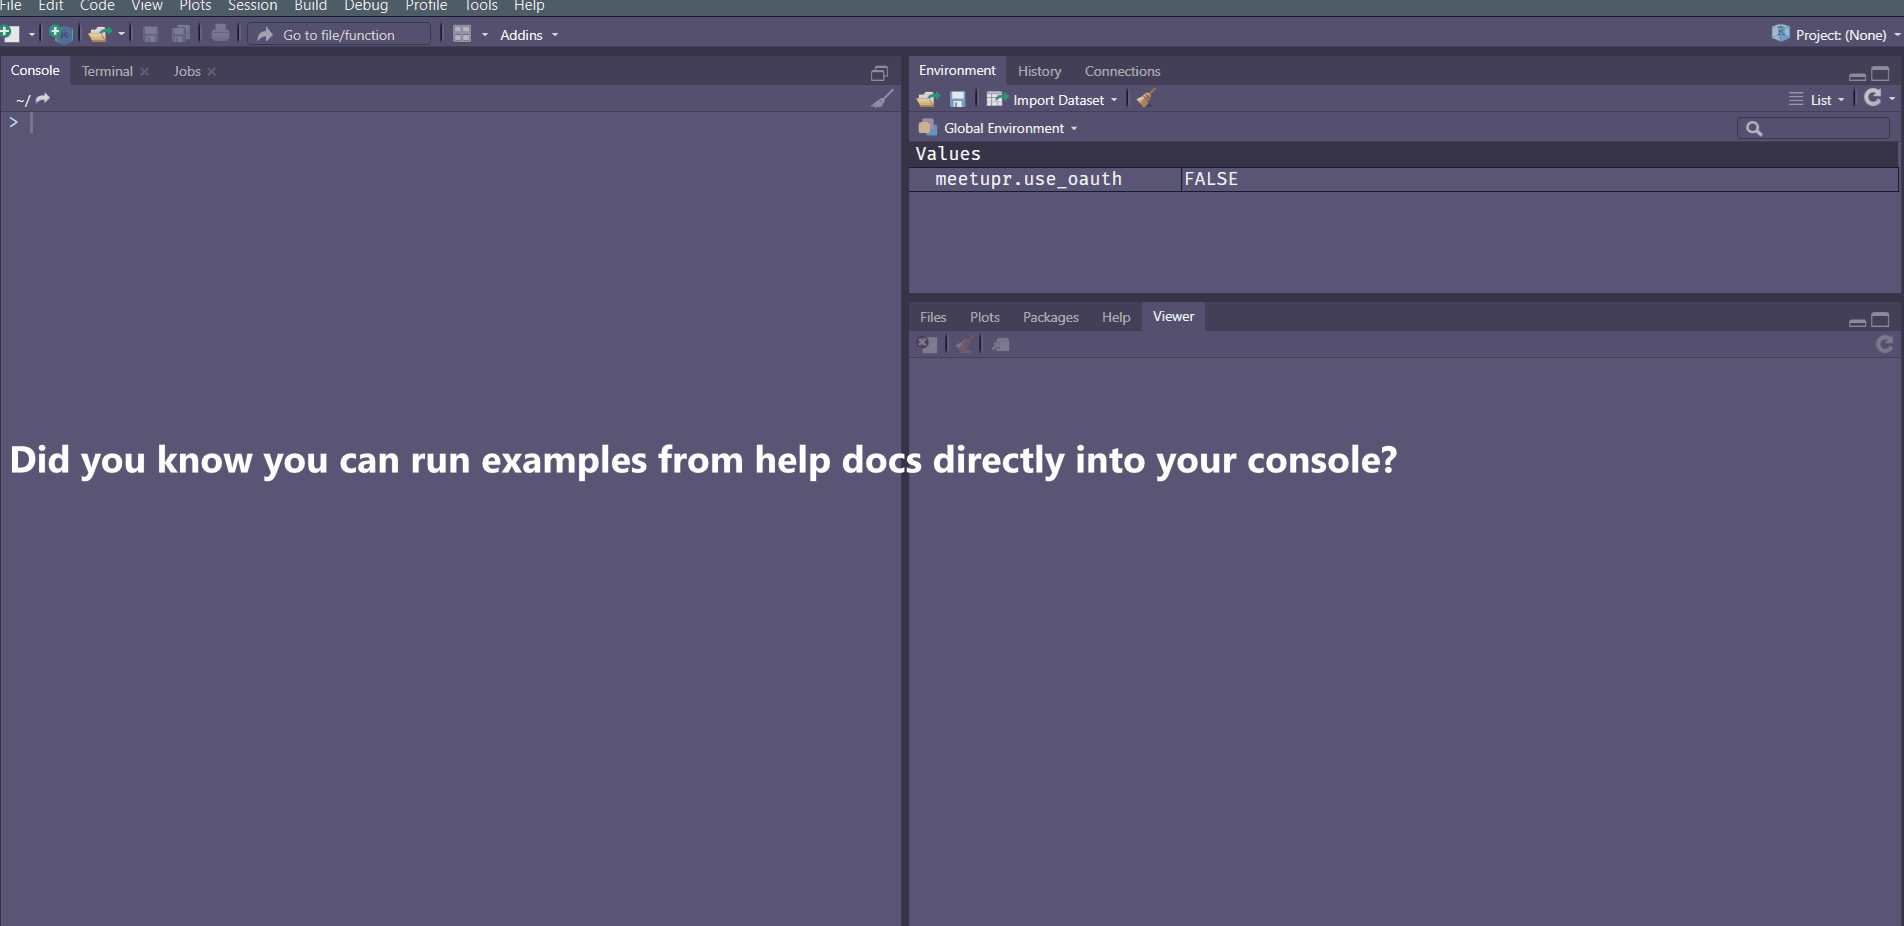 File Edit Code View Plots Session Build Debug Profile Tools Help
Go to file/function Addins Project: (None)
Console Terminal Jobs
~/
>
Environment History Connections
Import Dataset List
Global Environment
Values
meetupr.use_oauth FALSE
Files Plots Packages Help Viewer
Did you know you can run examples from help docs directly into your console?